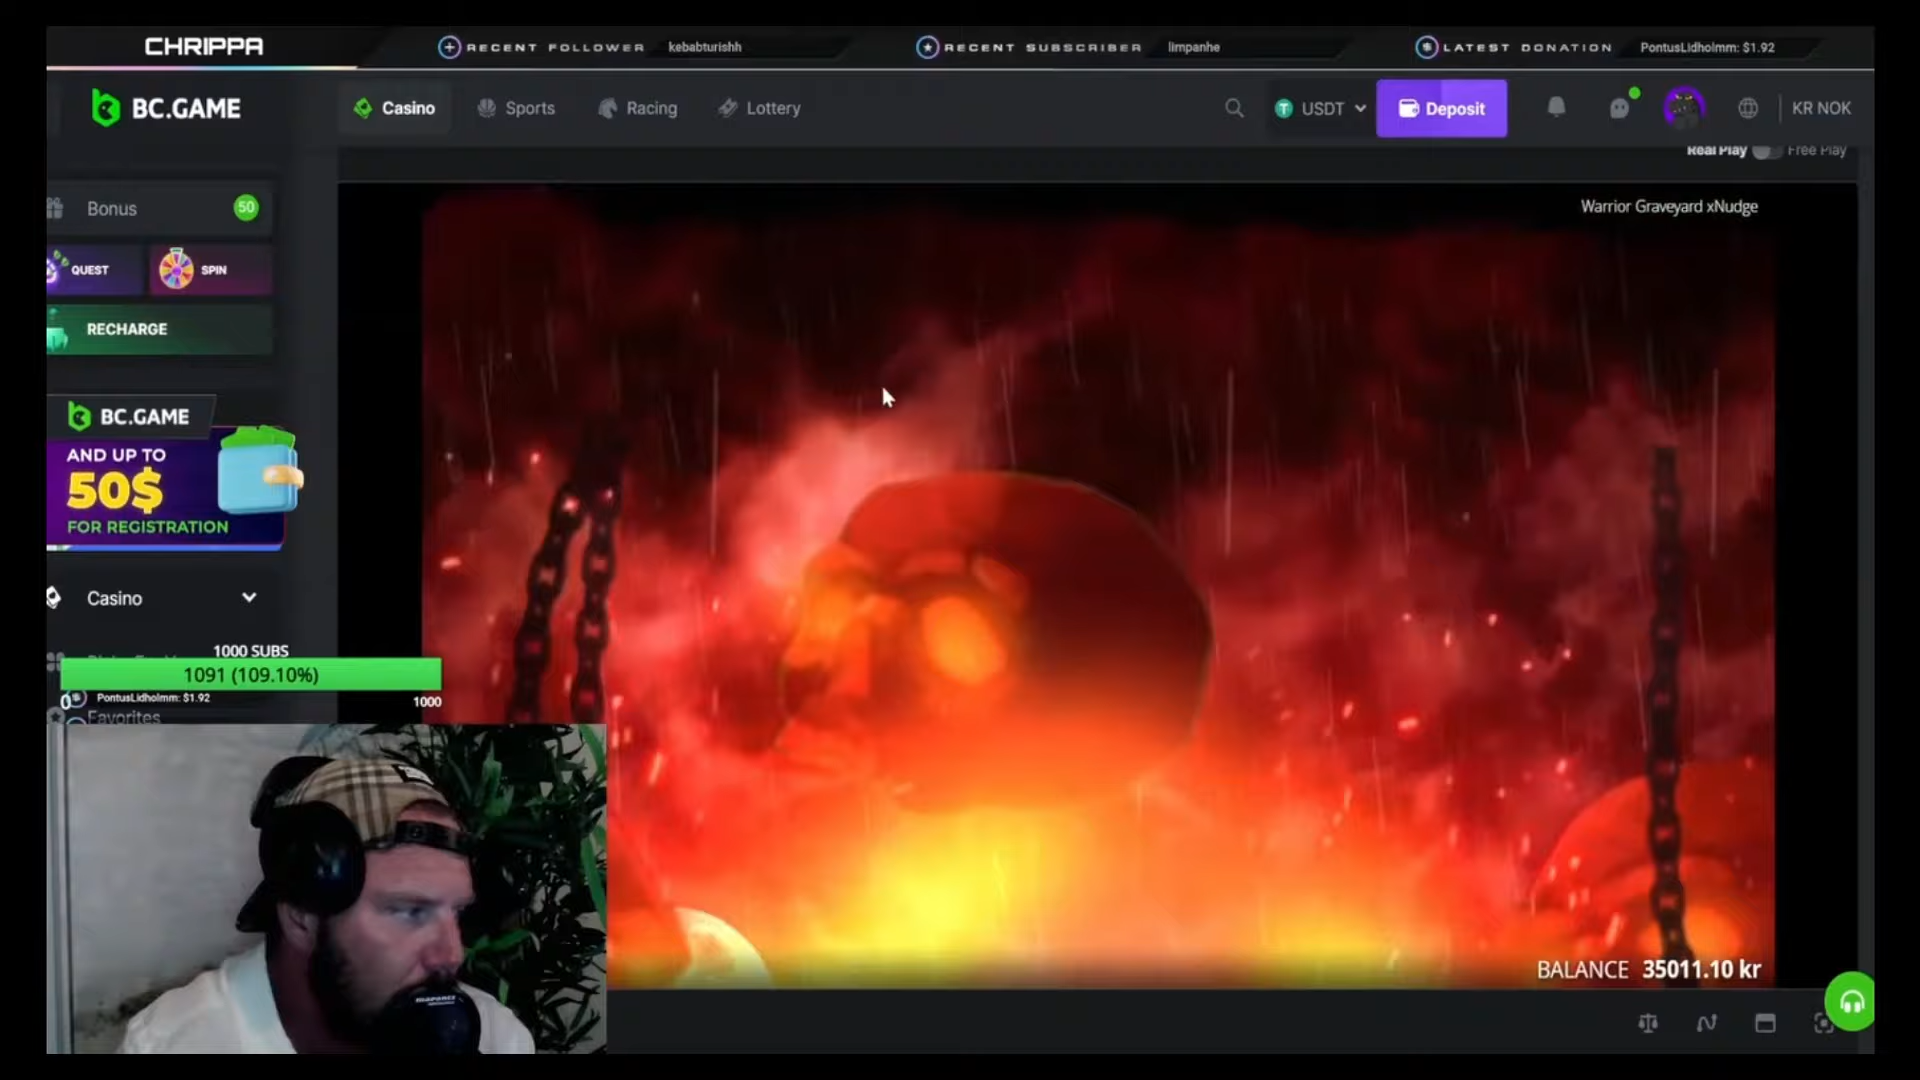 CHRIPPA
RECENT FOLLOWER kebabturishh
RECENT SUBSCRIBER limpanhe
LATEST DONATION PontusLidholmm: $1.92
BC.GAME
Casino
Sports
Racing
Lottery
USDT
Deposit
KR NOK
Real Play
Free Play
Bonus
50
Warrior Graveyard xNudge
QUEST
SPIN
RECHARGE
BC.GAME
AND UP TO
50$
FOR REGISTRATION
Casino
1000 SUBS
1091 (109.10%)
0
PontusLidholmm: $1.92
1000
Favorites
BALANCE 35011.10 kr